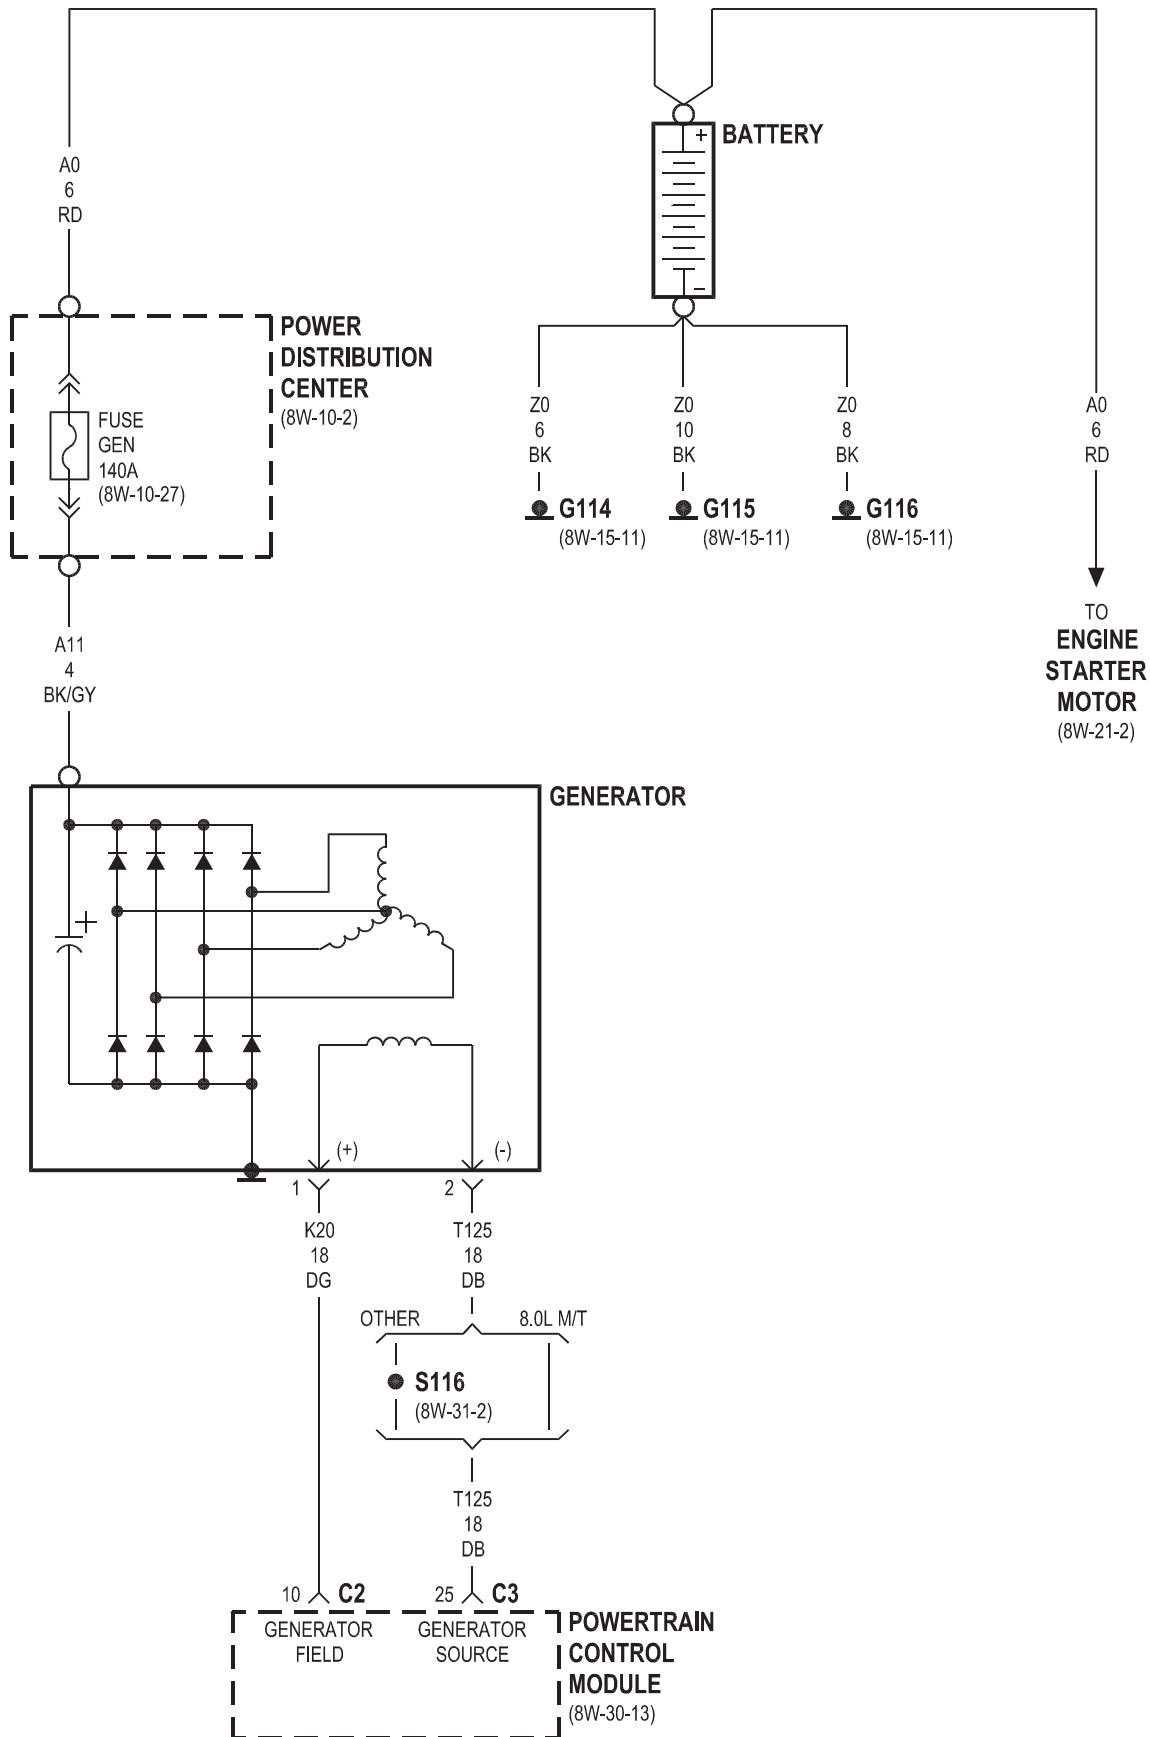 +
BATTERY
–
A0
6
RD
POWER
DISTRIBUTION
CENTER
(8W-10-2)
FUSE
GEN
140A
(8W-10-27)
Z0
6
BK
G114
(8W-15-11)
Z0
10
BK
G115
(8W-15-11)
Z0
8
BK
G116
(8W-15-11)
A0
6
RD
TO
ENGINE
STARTER
MOTOR
(8W-21-2)
A11
4
BK/GY
GENERATOR
+
(+)
(-)
1
2
K20
18
DG
T125
18
DB
OTHER
8.0L M/T
S116
(8W-31-2)
T125
18
DB
10
C2
25
C3
GENERATOR
FIELD
GENERATOR
SOURCE
POWERTRAIN
CONTROL
MODULE
(8W-30-13)